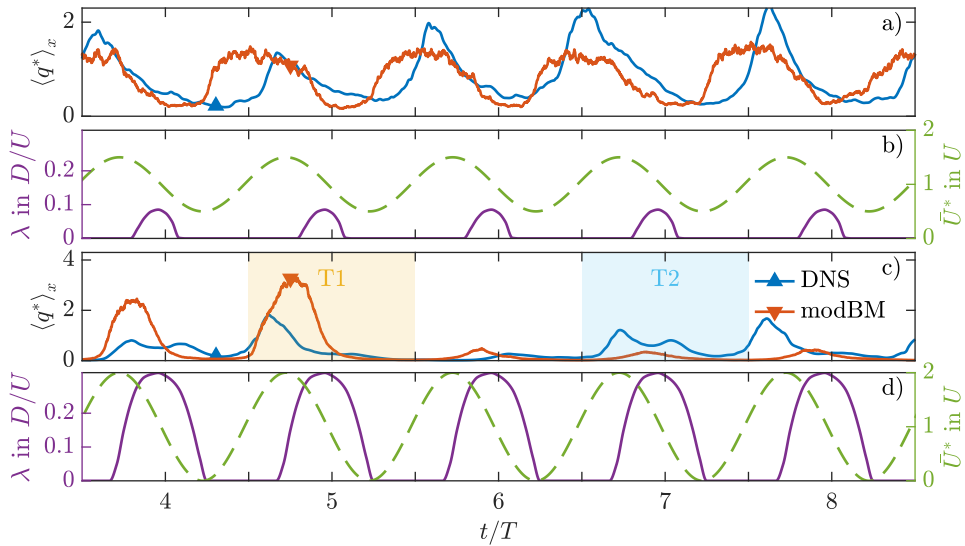 2
a)
⟨q*⟩ₓ
0
2
b)
0.2
λ in D/U
0.1
1
Ū* in U
0
0
4
c)
T1
T2
DNS
⟨q*⟩ₓ
2
modBM
0
2
d)
0.2
λ in D/U
0.1
1
Ū* in U
0
0
4
5
6
7
8
t/T